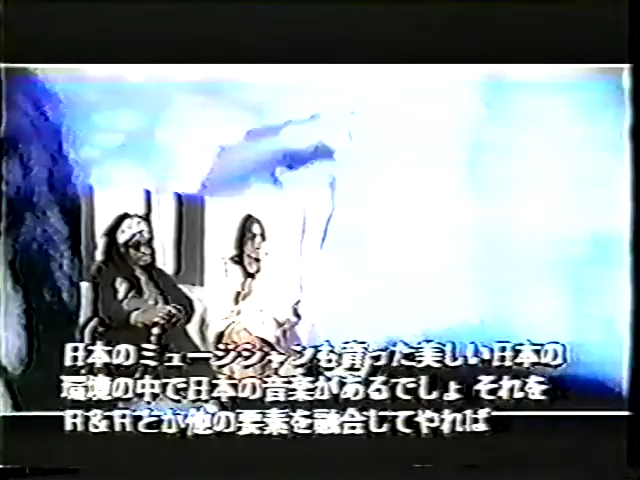 日本のミュージシャンも育った美しい日本の
環境の中で日本の音楽があるでしょ それを
R&Rとか他の要素を融合してやれば